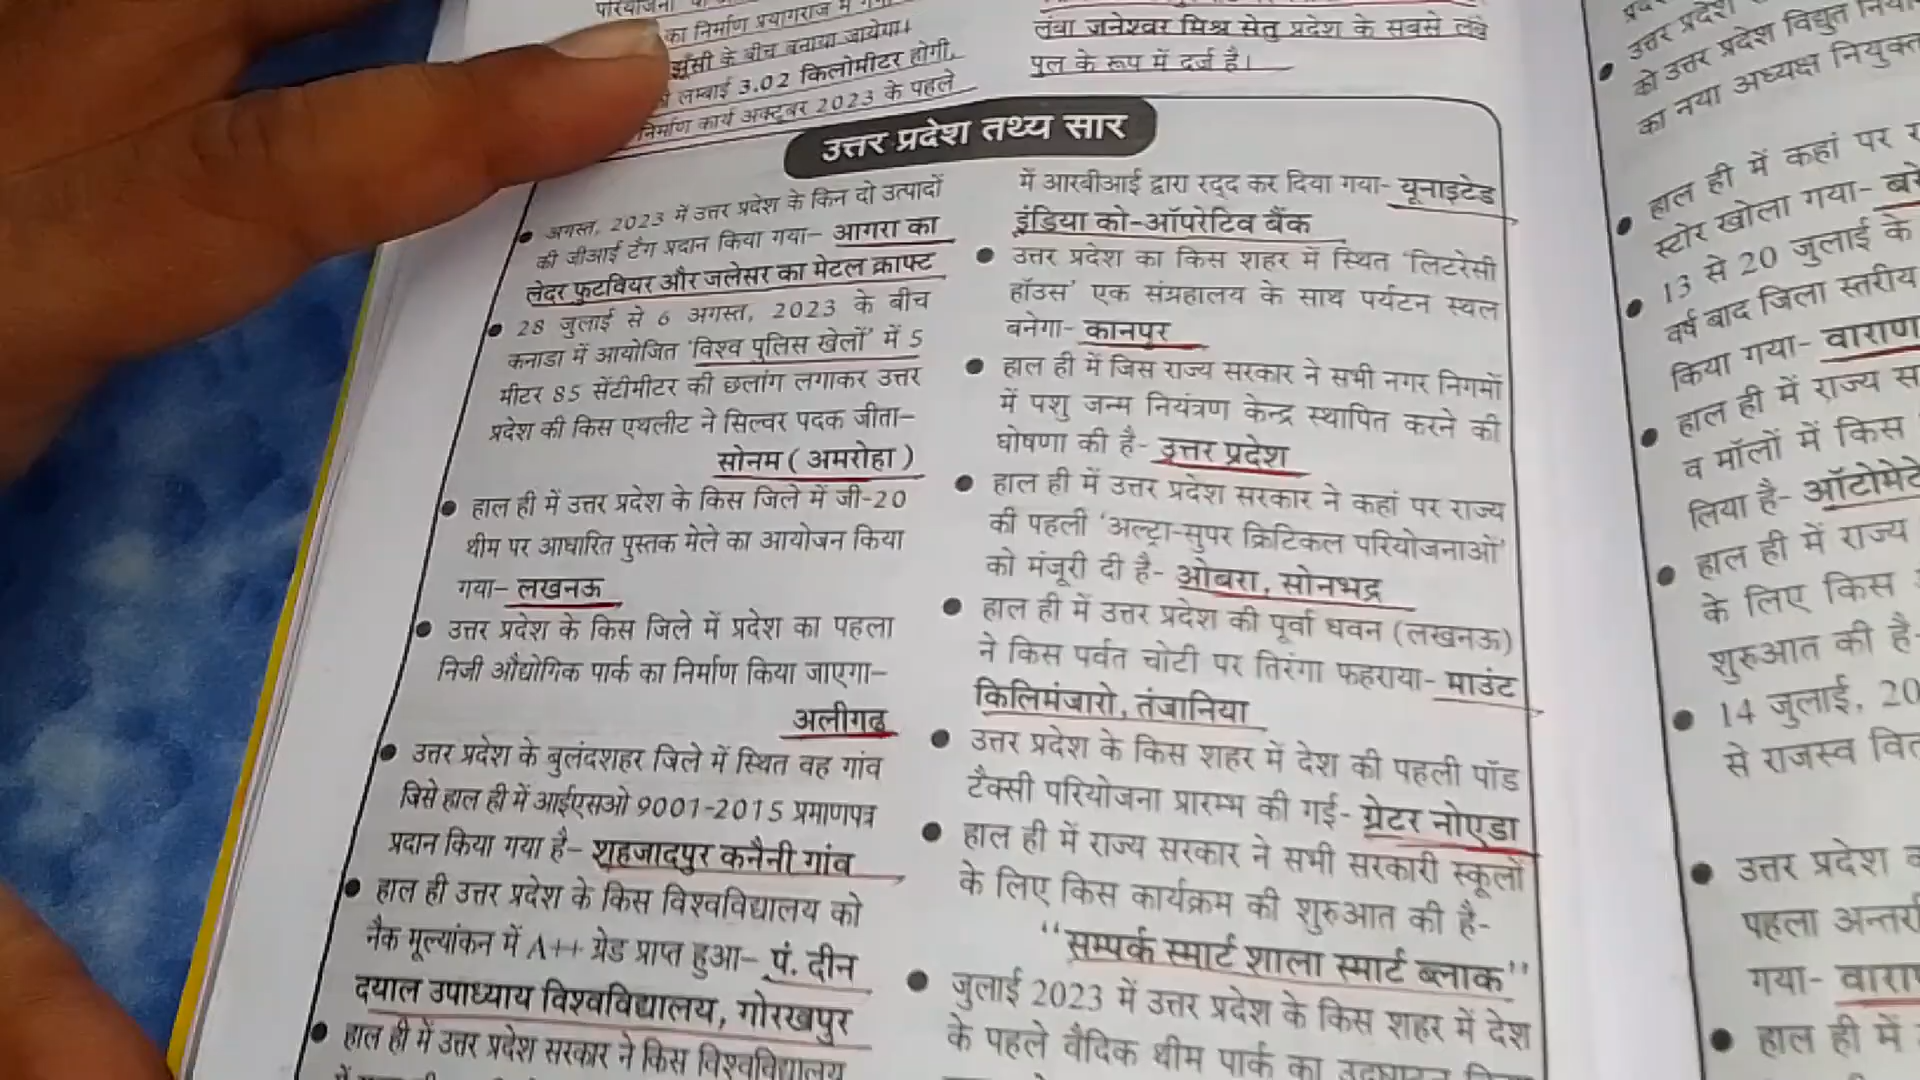 का निर्माण प्रयागराज में
झूंसी के बीच बनाया जायेगा।
लम्बाई 3.02 किलोमीटर होगी,
निर्माण कार्य अक्टूबर 2023 के पहले
लंबा जनेश्वर मिश्र सेतु प्रदेश के सबसे लंबे
पुल के रूप में दर्ज है।
उत्तर प्रदेश तथ्य सार
● अगस्त, 2023 में उत्तर प्रदेश के किन दो उत्पादों
की जीआई टैग प्रदान किया गया– आगरा का
लेदर फुटवियर और जलेसर का मेटल क्राफ्ट
● 28 जुलाई से 6 अगस्त, 2023 के बीच
कनाडा में आयोजित 'विश्व पुलिस खेलों' में 5
मीटर 85 सेंटीमीटर की छलांग लगाकर उत्तर
प्रदेश की किस एथलीट ने सिल्वर पदक जीता–
सोनम ( अमरोहा )
● हाल ही में उत्तर प्रदेश के किस जिले में जी-20
थीम पर आधारित पुस्तक मेले का आयोजन किया
गया– लखनऊ
● उत्तर प्रदेश के किस जिले में प्रदेश का पहला
निजी औद्योगिक पार्क का निर्माण किया जाएगा–
अलीगढ़
● उत्तर प्रदेश के बुलंदशहर जिले में स्थित वह गांव
जिसे हाल ही में आईएसओ 9001-2015 प्रमाणपत्र
प्रदान किया गया है– शहजादपुर कनैनी गांव
● हाल ही उत्तर प्रदेश के किस विश्वविद्यालय को
नैक मूल्यांकन में A++ ग्रेड प्राप्त हुआ– पं. दीन
दयाल उपाध्याय विश्वविद्यालय, गोरखपुर
● हाल ही में उत्तर प्रदेश सरकार ने किस विश्वविद्यालय
में आरबीआई द्वारा रद्द कर दिया गया- यूनाइटेड
इंडिया को-ऑपरेटिव बैंक
● उत्तर प्रदेश का किस शहर में स्थित 'लिटरेसी
हॉउस' एक संग्रहालय के साथ पर्यटन स्थल
बनेगा- कानपुर
● हाल ही में जिस राज्य सरकार ने सभी नगर निगमों
में पशु जन्म नियंत्रण केन्द्र स्थापित करने की
घोषणा की है- उत्तर प्रदेश
● हाल ही में उत्तर प्रदेश सरकार ने कहां पर राज्य
की पहली 'अल्ट्रा-सुपर क्रिटिकल परियोजनाओं'
को मंजूरी दी है- ओबरा, सोनभद्र
● हाल ही में उत्तर प्रदेश की पूर्वा धवन (लखनऊ)
ने किस पर्वत चोटी पर तिरंगा फहराया- माउंट
किलिमंजारो, तंजानिया
● उत्तर प्रदेश के किस शहर में देश की पहली पॉड
टैक्सी परियोजना प्रारम्भ की गई- ग्रेटर नोएडा
● हाल ही में राज्य सरकार ने सभी सरकारी स्कूलों
के लिए किस कार्यक्रम की शुरुआत की है-
"सम्पर्क स्मार्ट शाला स्मार्ट ब्लाक"
● जुलाई 2023 में उत्तर प्रदेश के किस शहर में देश
के पहले वैदिक थीम पार्क का उद्घाटन किया
● उत्तर प्रदेश
को उत्तर प्रदेश विद्युत
का नया अध्यक्ष नियुक्त
● हाल ही में कहां पर
स्टोर खोला गया-
● 13 से 20 जुलाई के
वर्ष बाद जिला स्तरीय
किया गया-
● हाल ही में राज्य
व मॉलों में किस
लिया है-
● हाल ही में राज्य
के लिए किस
शुरुआत की है-
● 14 जुलाई,
से राजस्व
● उत्तर प्रदेश
पहला
गया-
● हाल ही में